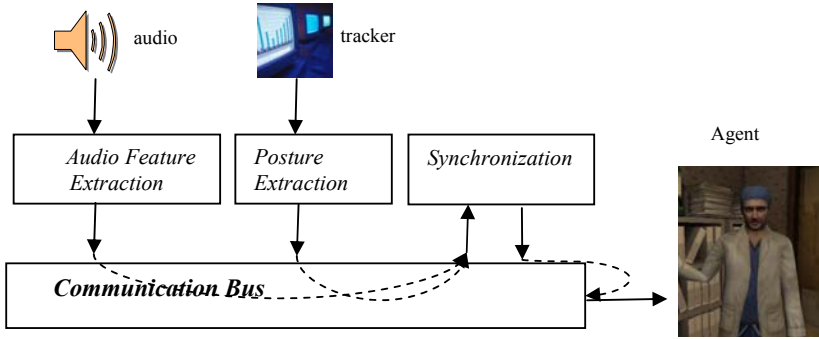 audio
tracker
Agent
Audio Feature
Extraction
Posture
Extraction
Synchronization
Communication Bus